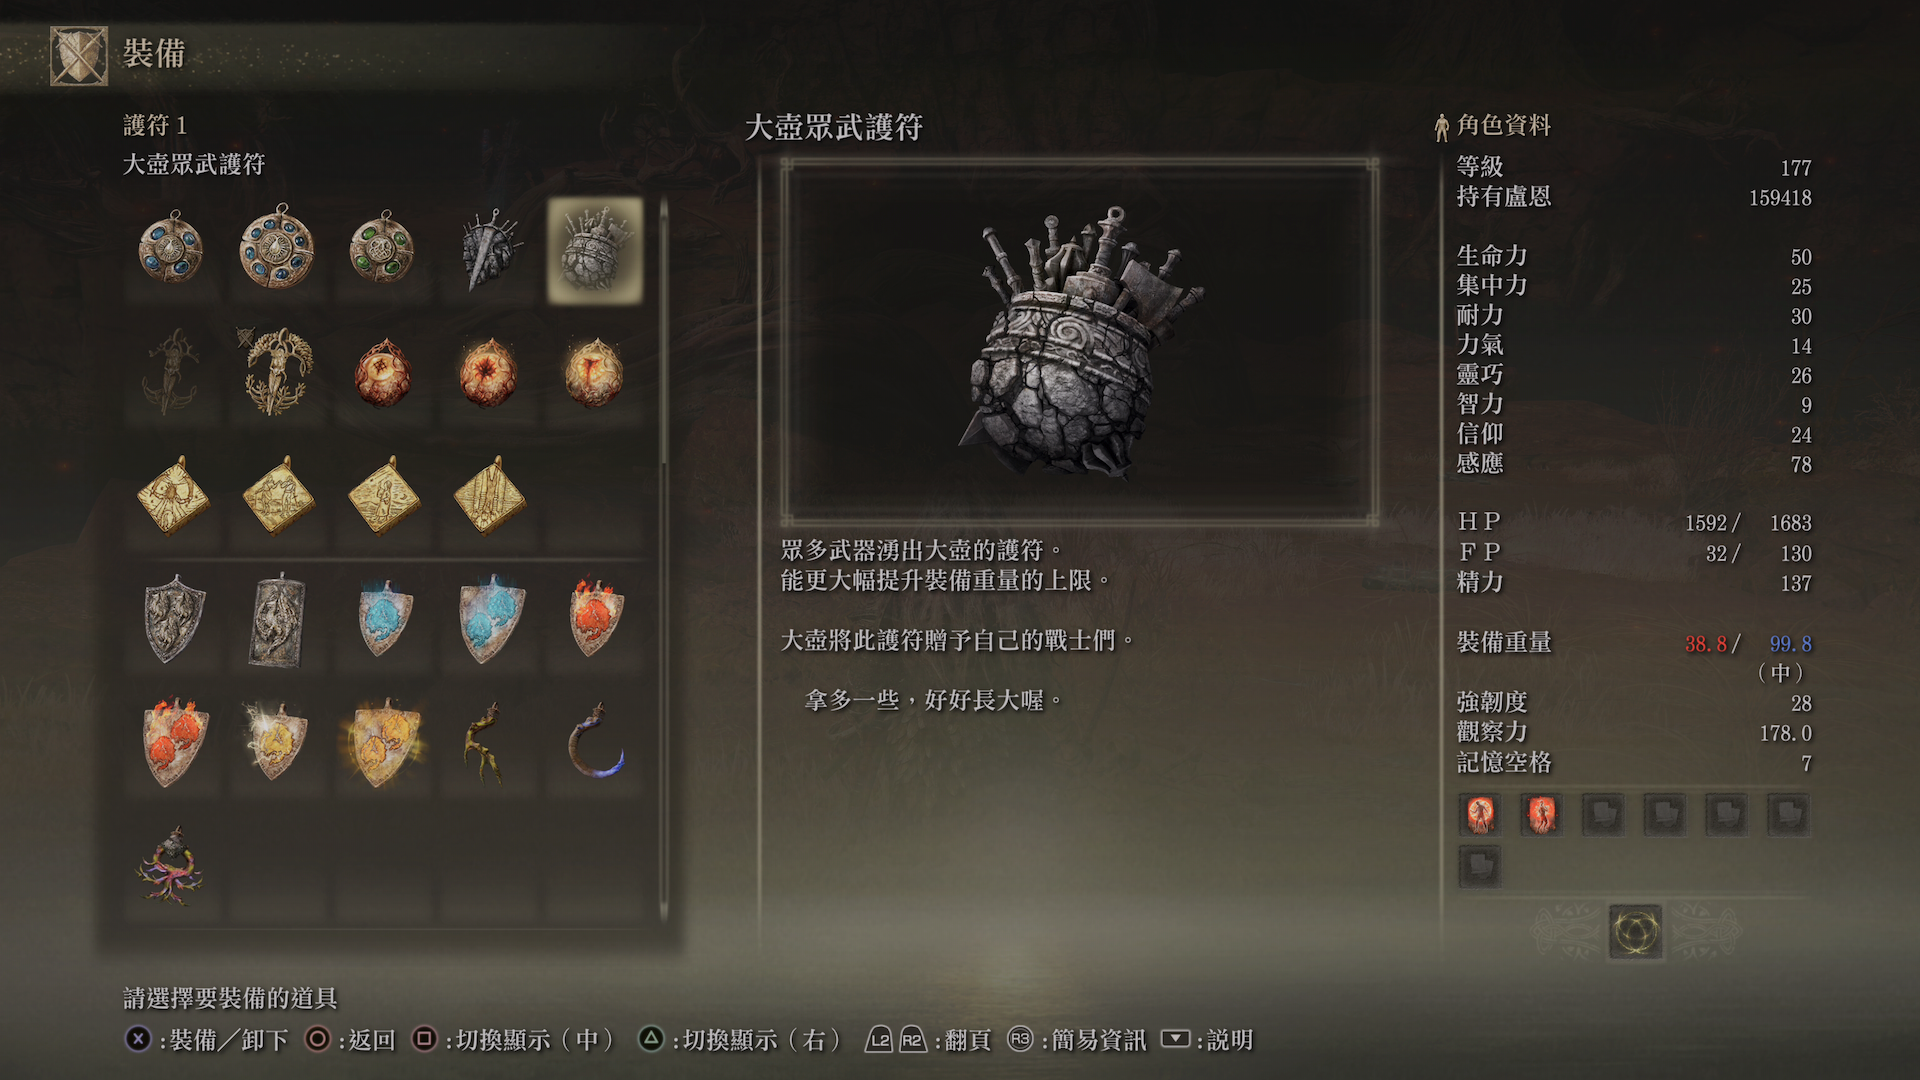 裝備
護符 1
大壺眾武護符
大壺眾武護符
眾多武器湧出大壺的護符。
能更大幅提升裝備重量的上限。
大壺將此護符贈予自己的戰士們。
拿多一些，好好長大喔。
角色資料
等級 177
持有盧恩 159418
生命力 50
集中力 25
耐力 30
力氣 14
靈巧 26
智力 9
信仰 24
感應 78
ＨＰ 1592/ 1683
ＦＰ 32/ 130
精力 137
裝備重量 38.8/ 99.8
（中）
強韌度 28
觀察力 178.0
記憶空格 7
請選擇要裝備的道具
X:裝備／卸下 :返回 :切換顯示（中） :切換顯示（右） L2 R2:翻頁 R3:簡易資訊 :説明